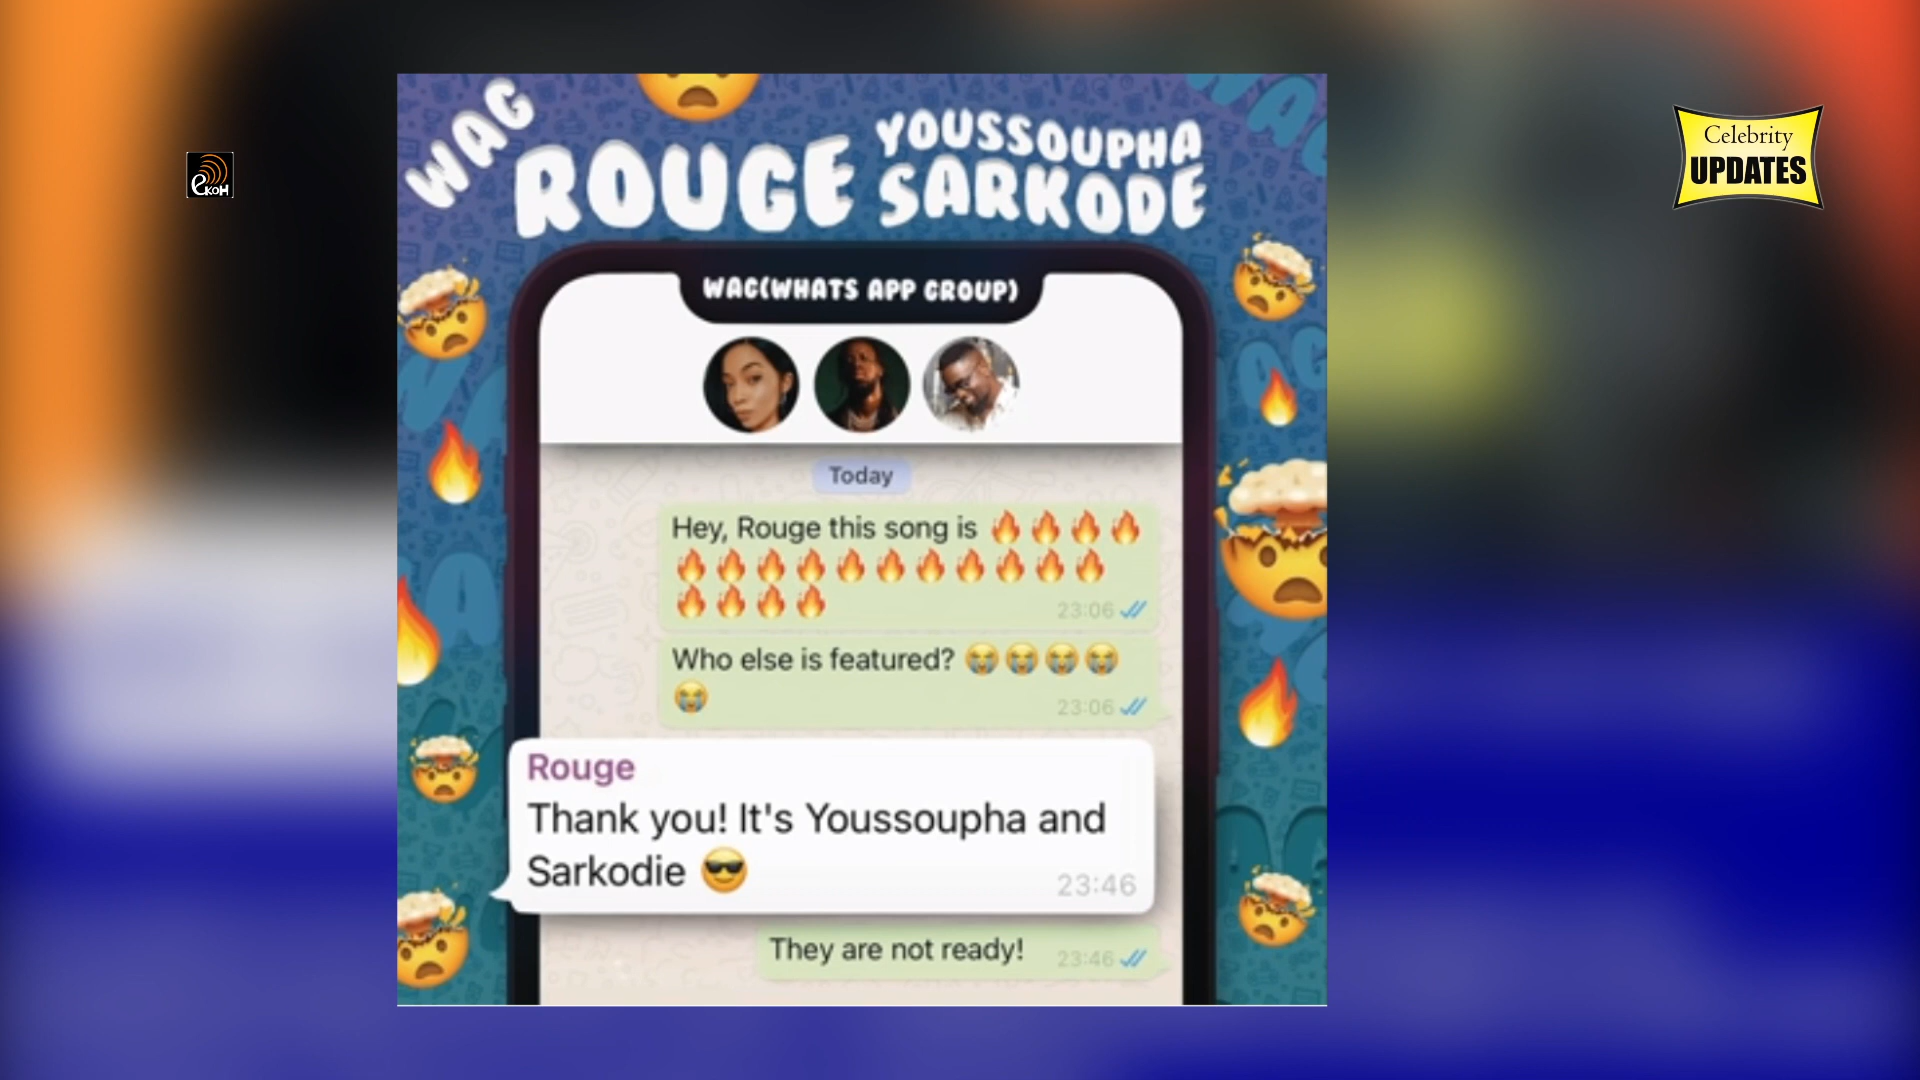 WAG
ROUGE
YOUSSOUPHA
SARKODE
WAG
WAG(WHATS APP GROUP)
ekoH
Celebrity
UPDATES
Today
Hey, Rouge this song is 🔥🔥🔥🔥
🔥🔥🔥🔥🔥🔥🔥🔥🔥🔥🔥
🔥🔥🔥🔥 23:06
Who else is featured? 😭😭😭😭
😭 23:06
Rouge
Thank you! It's Youssoupha and
Sarkodie 😎 23:46
They are not ready! 23:46